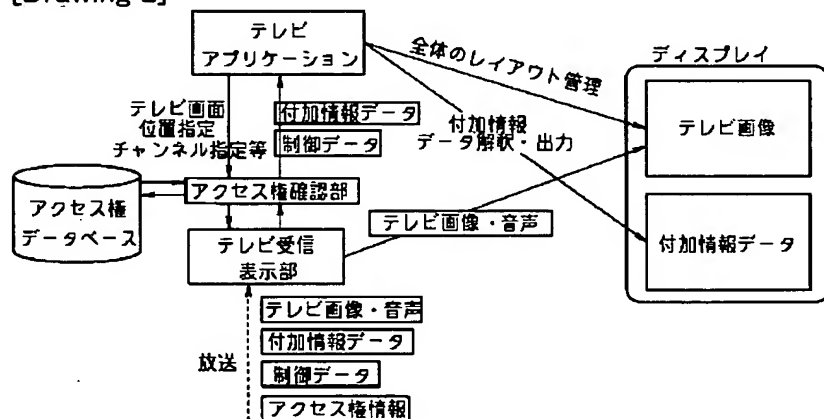 テレビ
アプリケーション
全体のレイアウト管理
ディスプレイ
テレビ画面
位置指定
チャンネル指定等
付加情報データ
制御データ
付加情報
データ解釈・出力
テレビ画像
アクセス権
データベース
アクセス権確認部
テレビ画像・音声
テレビ受信
表示部
付加情報データ
放送
テレビ画像・音声
付加情報データ
制御データ
アクセス権情報